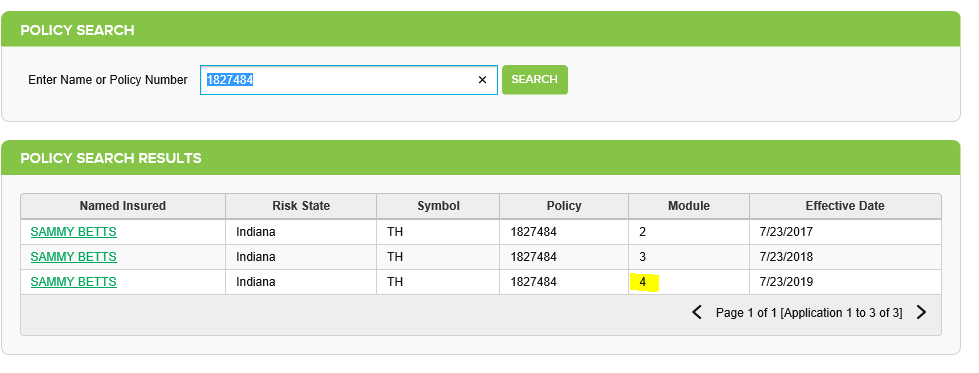 POLICY SEARCH
Enter Name or Policy Number 1827484 × SEARCH
POLICY SEARCH RESULTS
Named Insured Risk State Symbol Policy Module Effective Date
SAMMY BETTS Indiana TH 1827484 2 7/23/2017
SAMMY BETTS Indiana TH 1827484 3 7/23/2018
SAMMY BETTS Indiana TH 1827484 4 7/23/2019
Page 1 of 1 [Application 1 to 3 of 3]